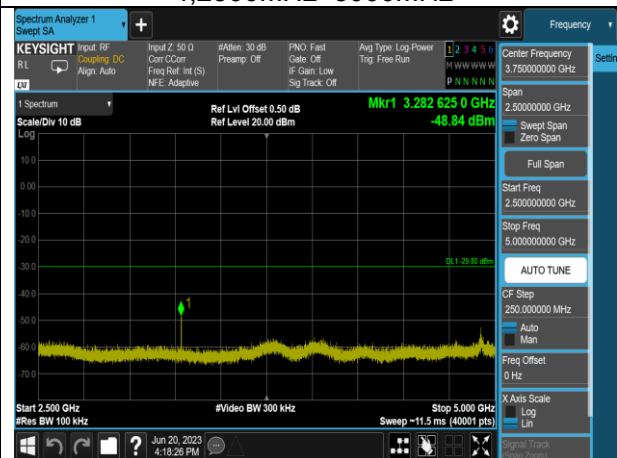 Spectrum Analyzer 1
Swept SA
+
Frequency
KEYSIGHT
RL
LXI
Input: RF
Coupling: DC
Align: Auto
Input Z: 50 Ω
Corr CCorr
Freq Ref: Int (S)
NFE: Adaptive
#Atten: 30 dB
Preamp: Off
PNO: Fast
Gate: Off
IF Gain: Low
Sig Track: Off
Avg Type: Log-Power
Trig: Free Run
1 2 3 4 5 6
M W W W W W
P N N N N N
Center Frequency
3.750000000 GHz
Settin
1 Spectrum
Scale/Div 10 dB
Log
Ref Lvl Offset 0.50 dB
Ref Level 20.00 dBm
Mkr1 3.282 625 0 GHz
-48.84 dBm
Span
2.50000000 GHz
Swept Span
Zero Span
Full Span
Start Freq
2.500000000 GHz
Stop Freq
5.000000000 GHz
AUTO TUNE
CF Step
250.000000 MHz
Auto
Man
Freq Offset
0 Hz
X Axis Scale
Log
Lin
Signal Track
(Span Zoom)
10.0
0.00
-10.0
-20.0
-30.0
-40.0
-50.0
-60.0
-70.0
DL1 -29.80 dBm
1
Start 2.500 GHz
#Res BW 100 kHz
#Video BW 300 kHz
Stop 5.000 GHz
Sweep ~11.5 ms (40001 pts)
?
Jun 20, 2023
4:18:26 PM